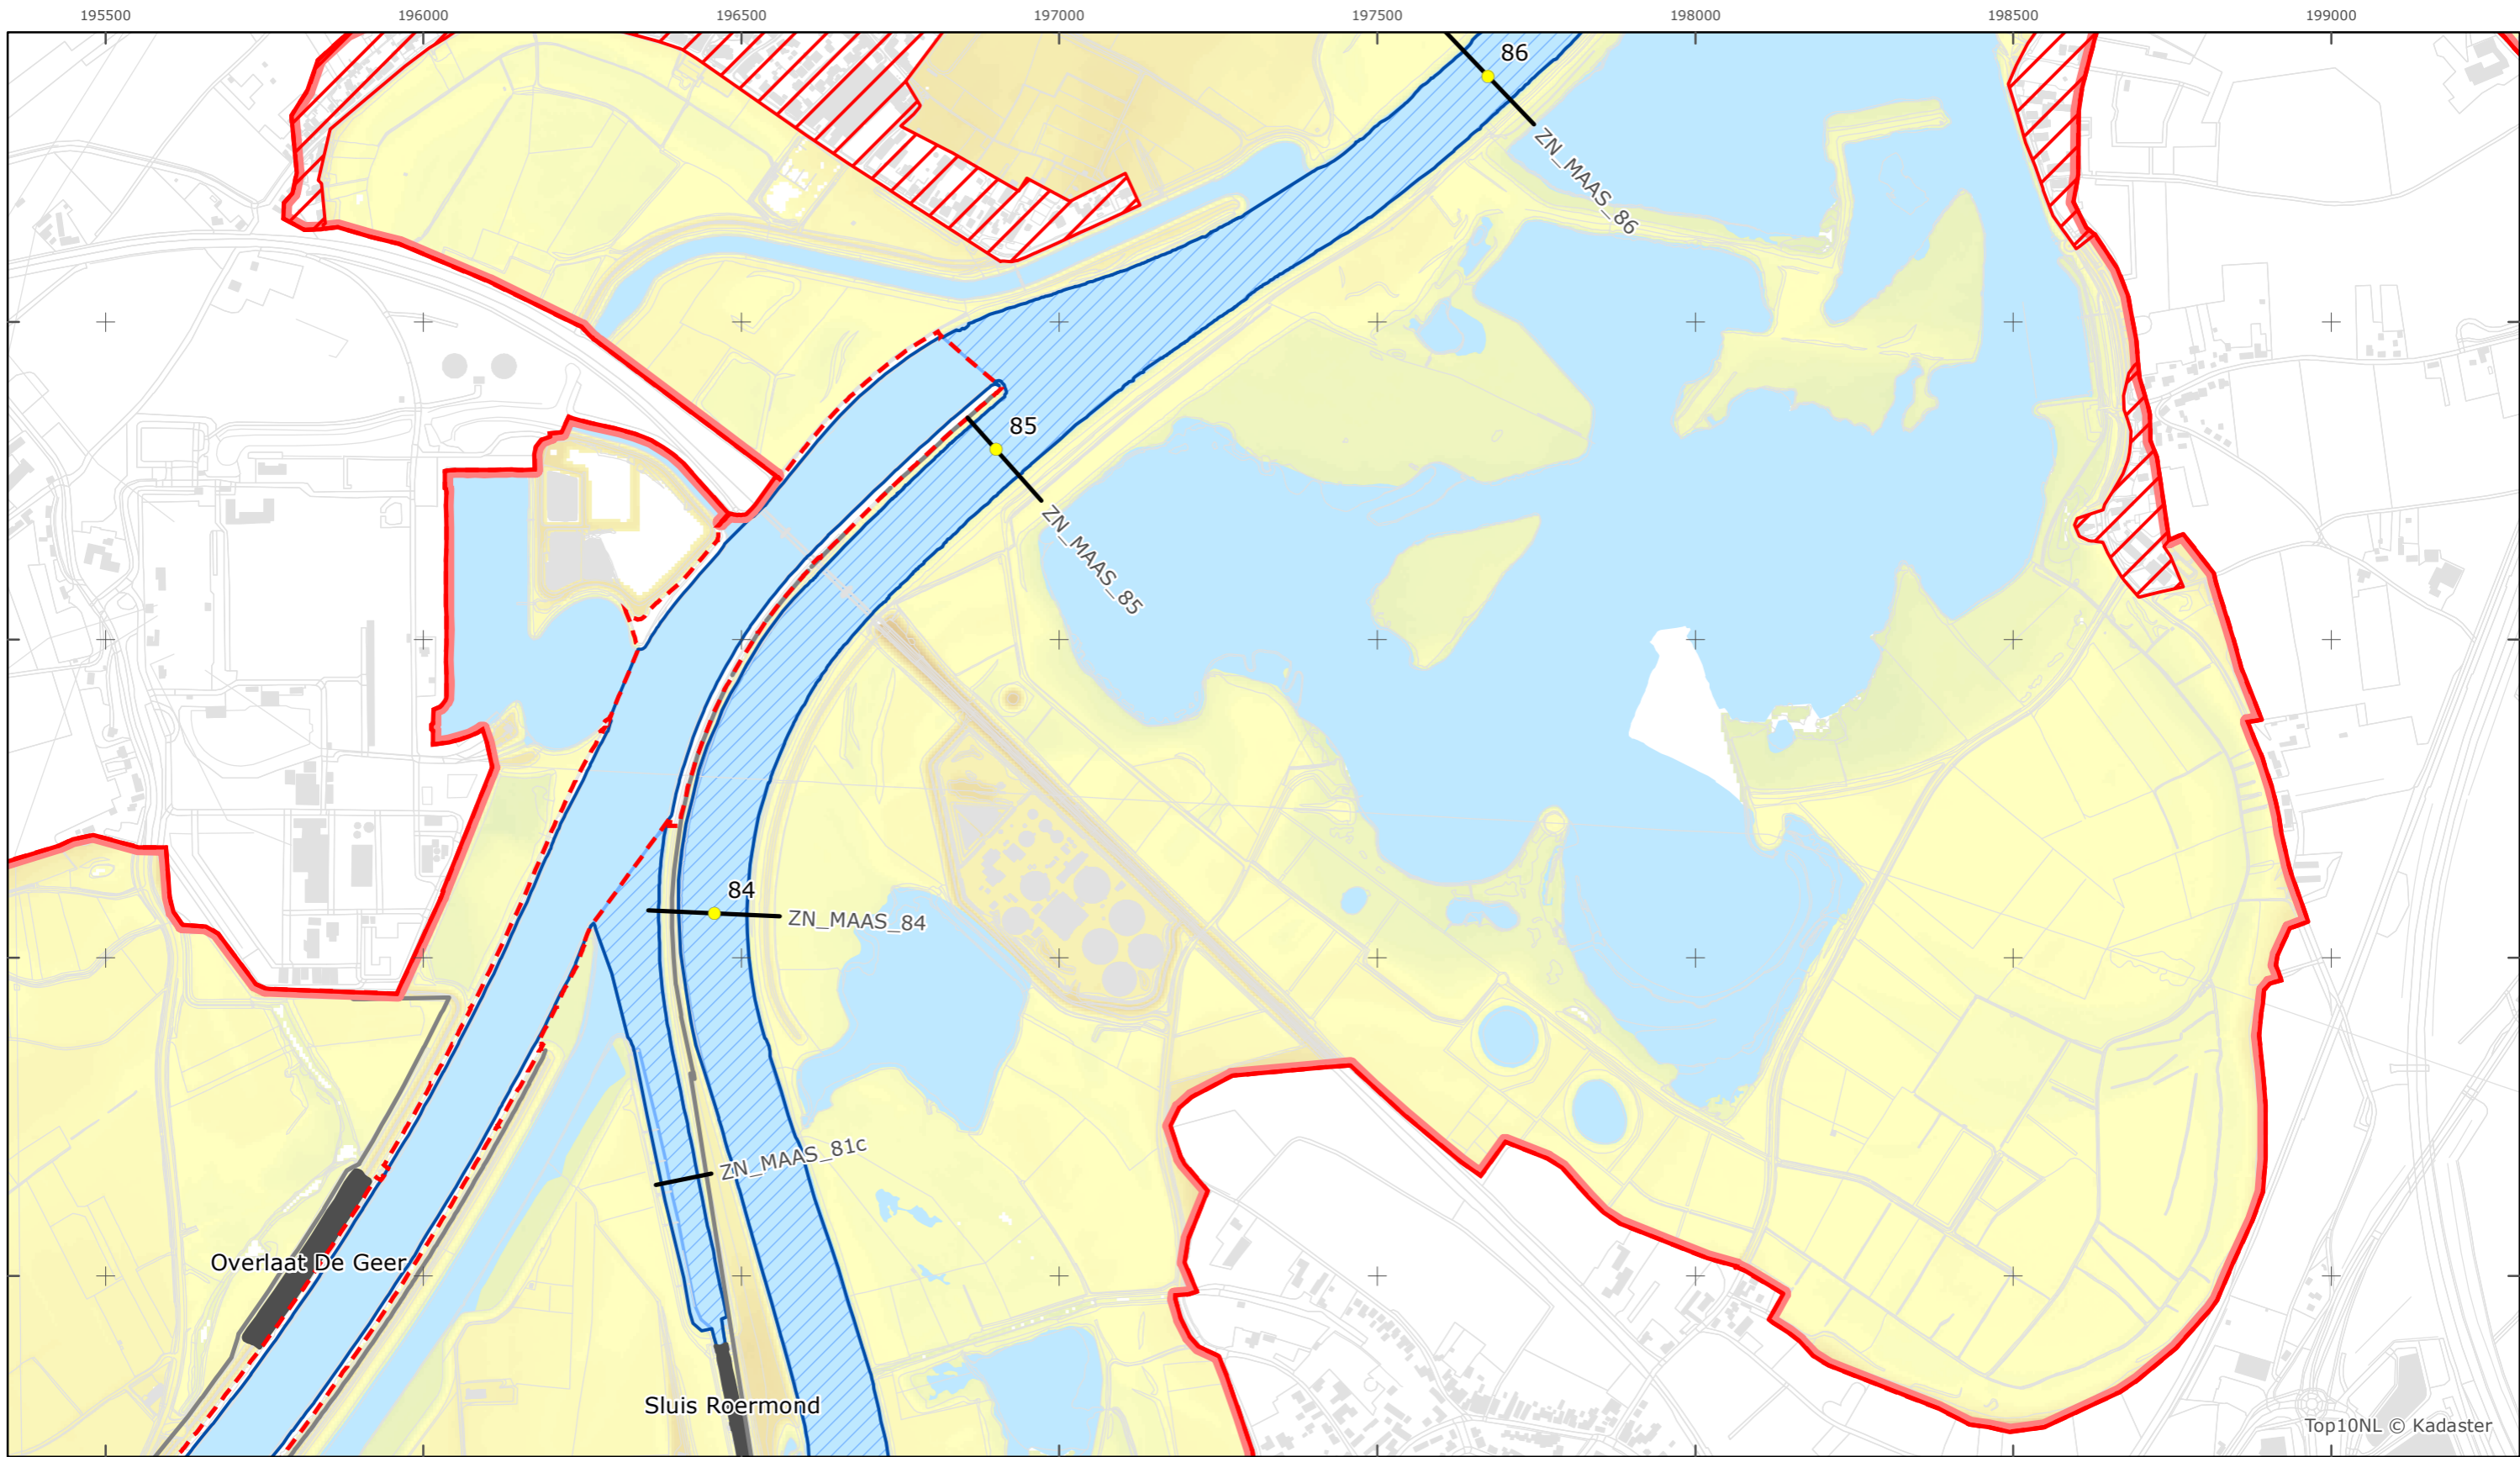 195500 196000 196500 197000 197500 198000 198500 199000
86
ZN_MAAS_86
85
ZN_MAAS_85
84
ZN_MAAS_84
ZN_MAAS_81c
Overlaat De Geer
Sluis Roermond
Top10NL © Kadaster